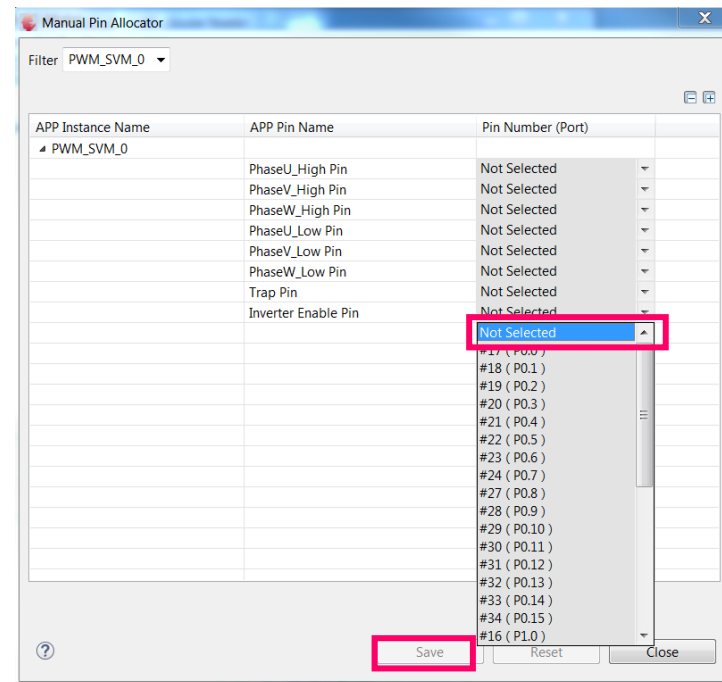 Manual Pin Allocator
X
Filter PWM_SVM_0
APP Instance Name APP Pin Name Pin Number (Port)
PWM_SVM_0
PhaseU_High Pin Not Selected
PhaseV_High Pin Not Selected
PhaseW_High Pin Not Selected
PhaseU_Low Pin Not Selected
PhaseV_Low Pin Not Selected
PhaseW_Low Pin Not Selected
Trap Pin Not Selected
Inverter Enable Pin Not Selected
Not Selected
#17 ( P0.0 )
#18 ( P0.1 )
#19 ( P0.2 )
#20 ( P0.3 )
#21 ( P0.4 )
#22 ( P0.5 )
#23 ( P0.6 )
#24 ( P0.7 )
#27 ( P0.8 )
#28 ( P0.9 )
#29 ( P0.10 )
#30 ( P0.11 )
#31 ( P0.12 )
#32 ( P0.13 )
#33 ( P0.14 )
#34 ( P0.15 )
#16 ( P1.0 )
? Save Reset Close